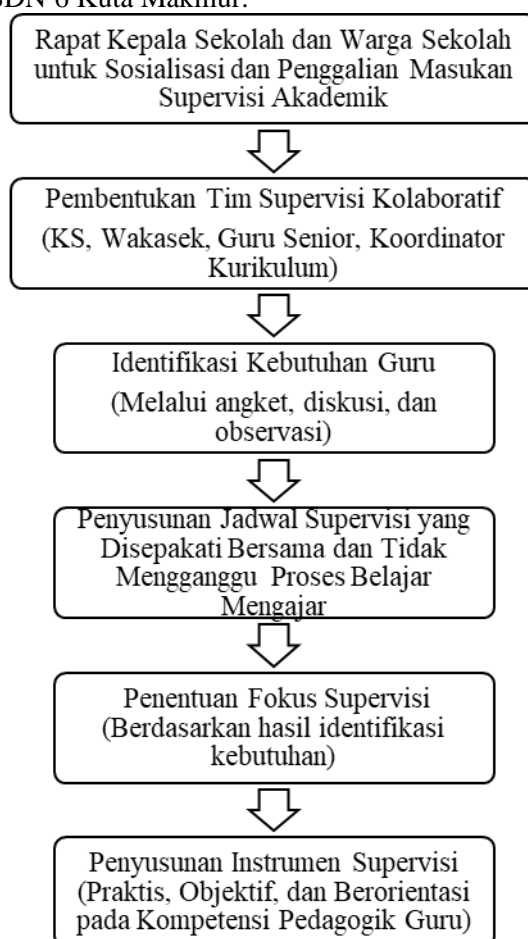 SDN 6 Kuta Makmur.
Rapat Kepala Sekolah dan Warga Sekolah
untuk Sosialisasi dan Penggalian Masukan
Supervisi Akademik
Pembentukan Tim Supervisi Kolaboratif
(KS, Wakasek, Guru Senior, Koordinator
Kurikulum)
Identifikasi Kebutuhan Guru
(Melalui angket, diskusi, dan
observasi)
Penyusunan Jadwal Supervisi yang
Disepakati Bersama dan Tidak
Mengganggu Proses Belajar
Mengajar
Penentuan Fokus Supervisi
(Berdasarkan hasil identifikasi
kebutuhan)
Penyusunan Instrumen Supervisi
(Praktis, Objektif, dan Berorientasi
pada Kompetensi Pedagogik Guru)